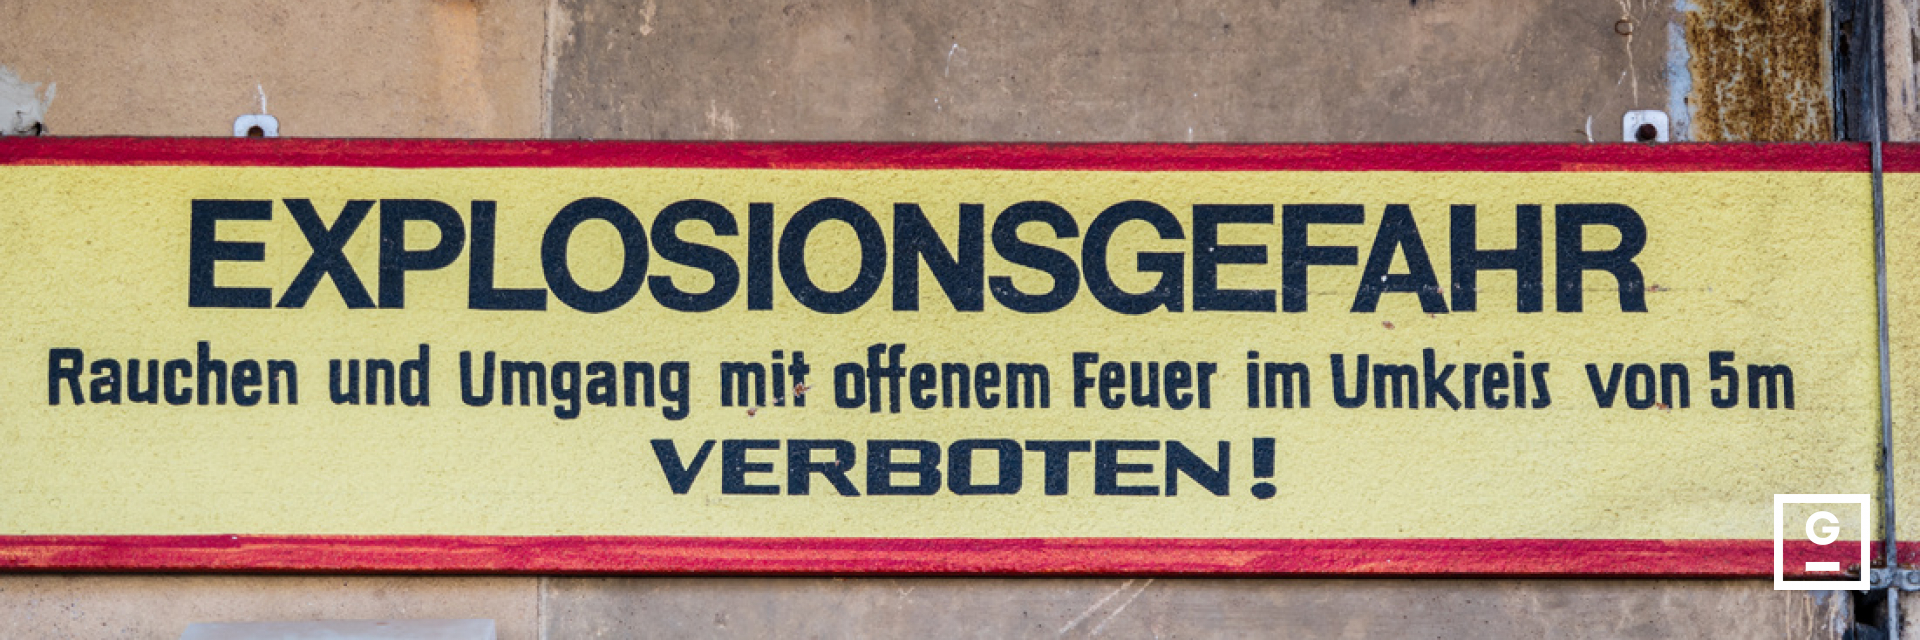 EXPLOSIONSGEFAHR
Rauchen und Umgang mit offenem Feuer im Umkreis von 5m
VERBOTEN!
G